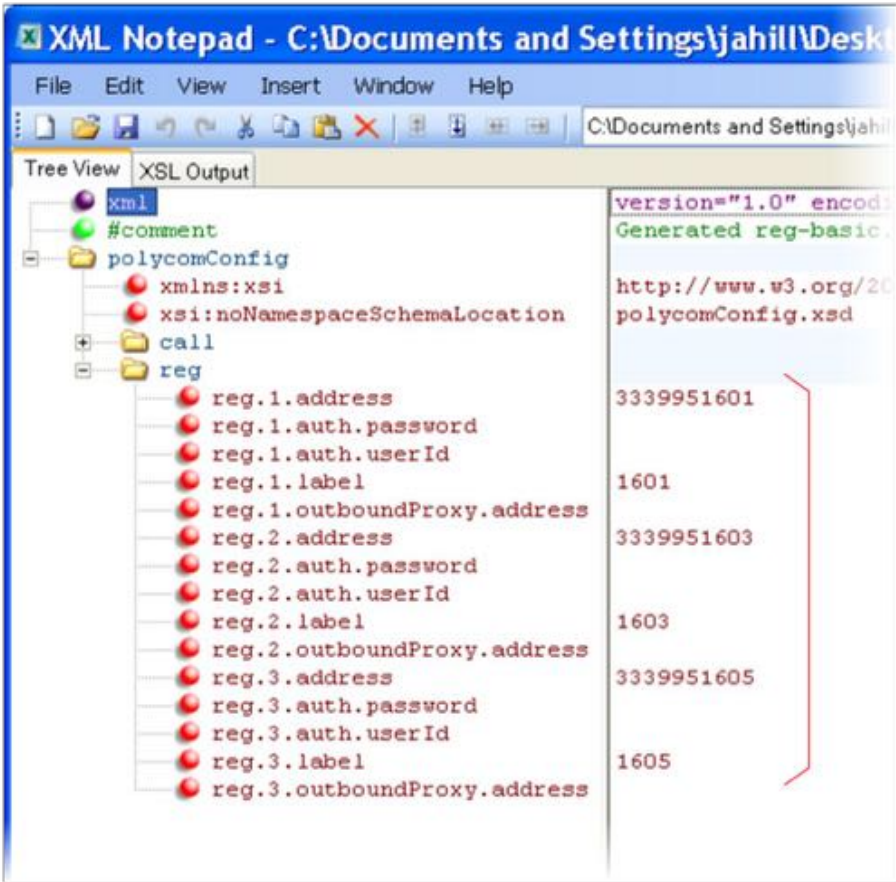 XML Notepad - C:\Documents and Settings\jahill\Desk
File Edit View Insert Window Help
C:\Documents and Settings\jahil
Tree View XSL Output
xml version="1.0" encodi
#comment Generated reg-basic.
polycomConfig
xmlns:xsi http://www.w3.org/20
xsi:noNamespaceSchemaLocation polycomConfig.xsd
call
reg
reg.1.address 3339951601
reg.1.auth.password
reg.1.auth.userId
reg.1.label 1601
reg.1.outboundProxy.address
reg.2.address 3339951603
reg.2.auth.password
reg.2.auth.userId
reg.2.label 1603
reg.2.outboundProxy.address
reg.3.address 3339951605
reg.3.auth.password
reg.3.auth.userId
reg.3.label 1605
reg.3.outboundProxy.address